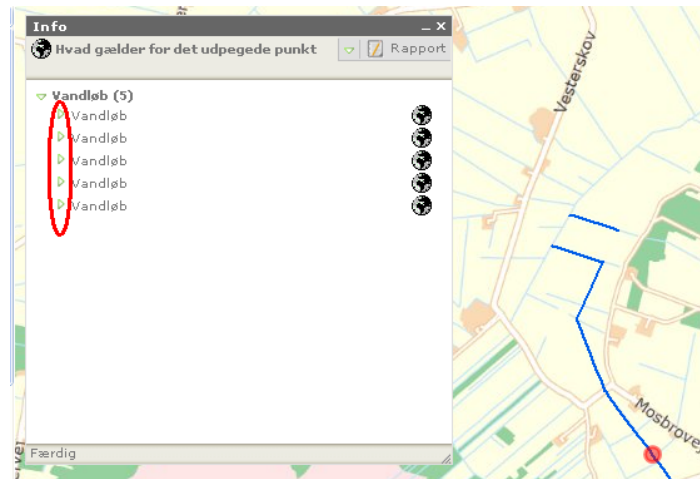 Info
Hvad gælder for det udpegede punkt
Rapport
Vandløb (5)
Vandløb
Vandløb
Vandløb
Vandløb
Vandløb
Færdig
Vesterskov
Mosbrovej